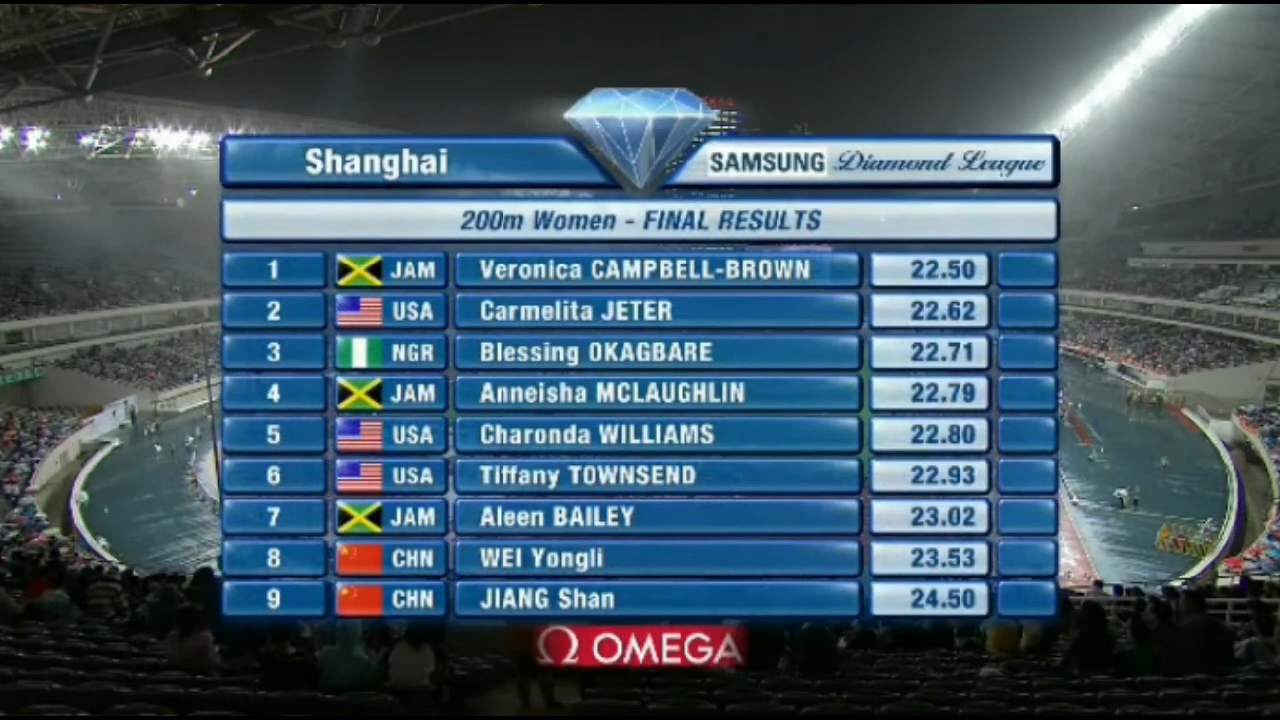 Shanghai SAMSUNG Diamond League
200m Women - FINAL RESULTS
1 JAM Veronica CAMPBELL-BROWN 22.50
2 USA Carmelita JETER 22.62
3 NGR Blessing OKAGBARE 22.71
4 JAM Anneisha MCLAUGHLIN 22.79
5 USA Charonda WILLIAMS 22.80
6 USA Tiffany TOWNSEND 22.93
7 JAM Aleen BAILEY 23.02
8 CHN WEI Yongli 23.53
9 CHN JIANG Shan 24.50
Ω OMEGA